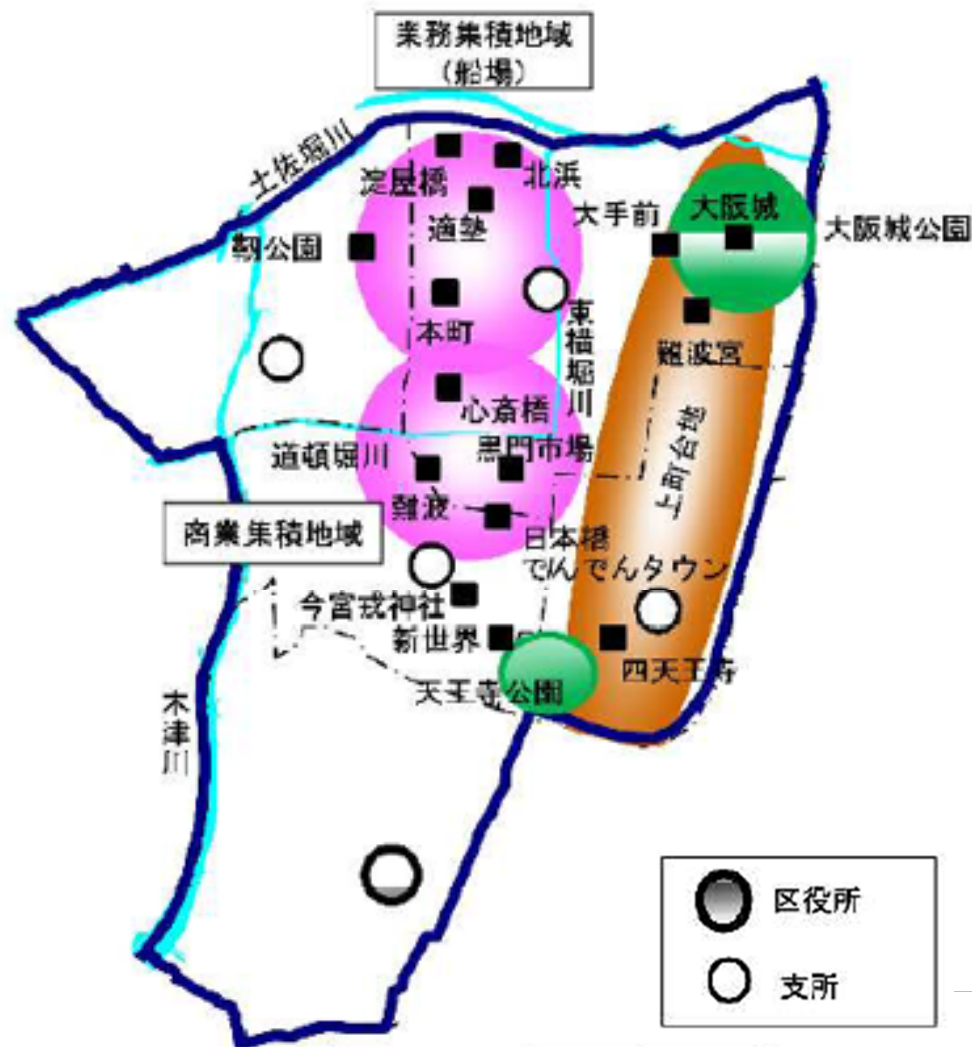 業務集積地域
（船場）
土佐堀川
淀屋橋
北浜
適塾
大手前
大阪城
大阪城公園
靱公園
本町
東横堀川
難波宮
心斎橋
上町台地
道頓堀川
黒門市場
難波
商業集積地域
日本橋
でんでんタウン
今宮戎神社
新世界
四天王寺
天王寺公園
木津川
区役所
支所